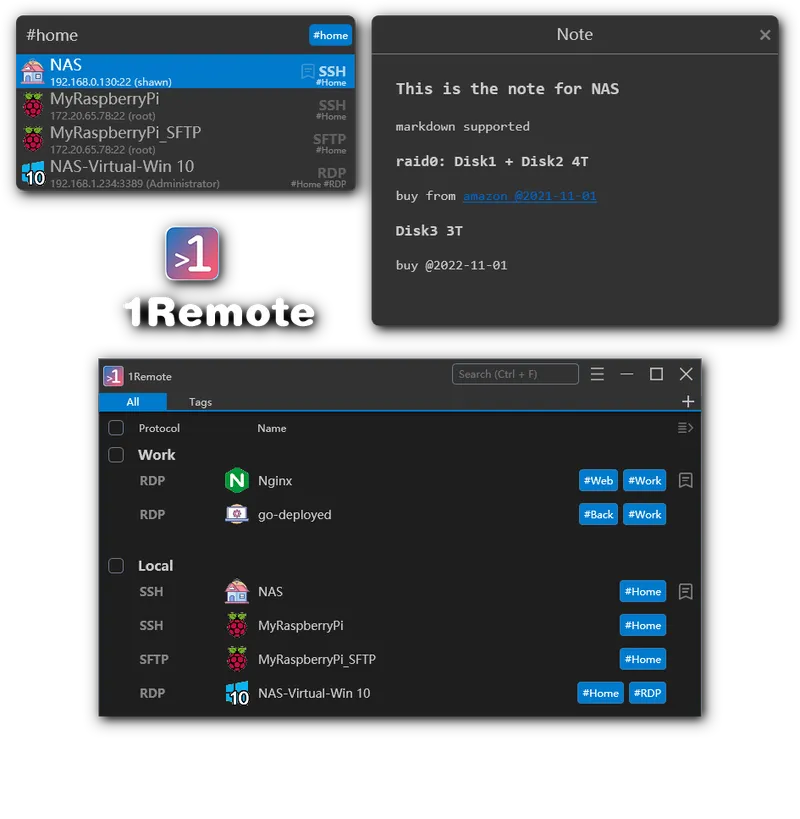 #home #home
NAS SSH
192.168.0.130:22 (shawn) #Home
MyRaspberryPi SSH
172.20.65.78:22 (root) #Home
MyRaspberryPi_SFTP SFTP
172.20.65.78:22 (root) #Home
10 NAS-Virtual-Win 10 RDP
192.168.1.234:3389 (Administrator) #Home #RDP
Note
This is the note for NAS
markdown supported
raid0: Disk1 + Disk2 4T
buy from amazon @2021-11-01
Disk3 3T
buy @2022-11-01
>1
1Remote
>1 1Remote Search (Ctrl + F)
All Tags
Protocol Name
Work
RDP N Nginx #Web #Work
RDP go-deployed #Back #Work
Local
SSH NAS #Home
SSH MyRaspberryPi #Home
SFTP MyRaspberryPi_SFTP #Home
RDP 10 NAS-Virtual-Win 10 #Home #RDP